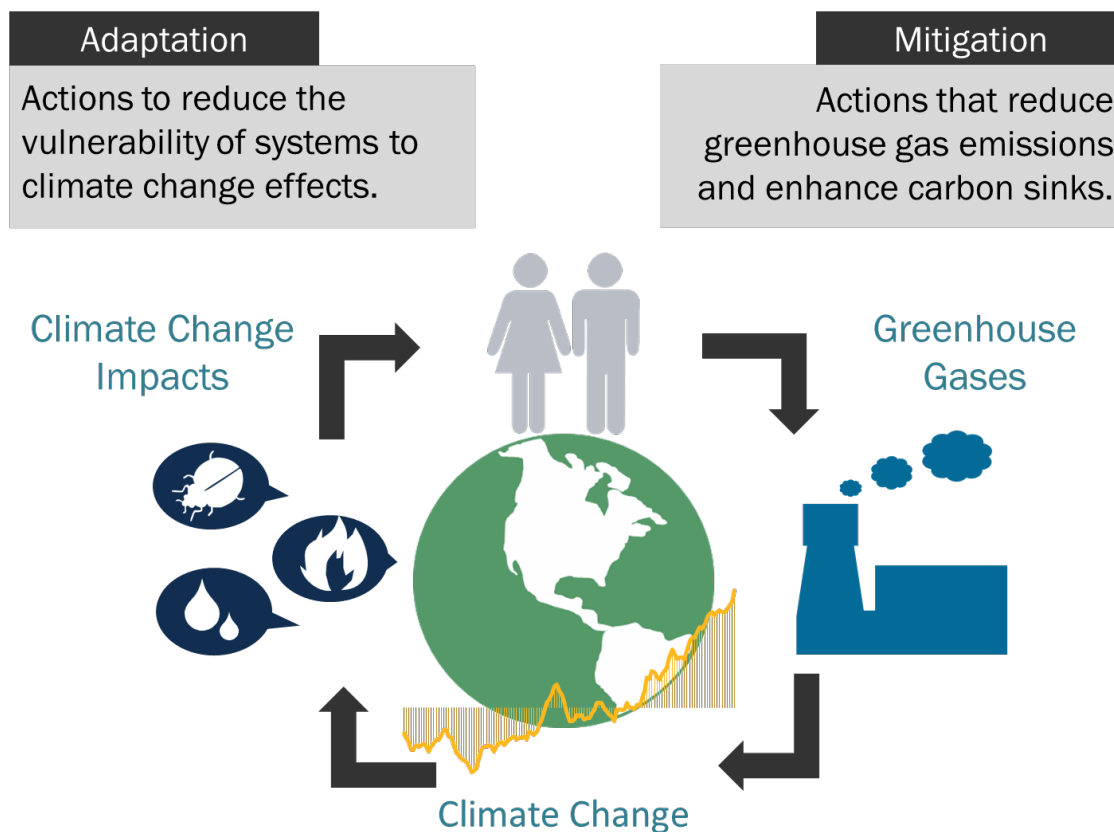 Adaptation
Actions to reduce the
vulnerability of systems to
climate change effects.
Mitigation
Actions that reduce
greenhouse gas emissions
and enhance carbon sinks.
Climate Change
Impacts
Greenhouse
Gases
Climate Change